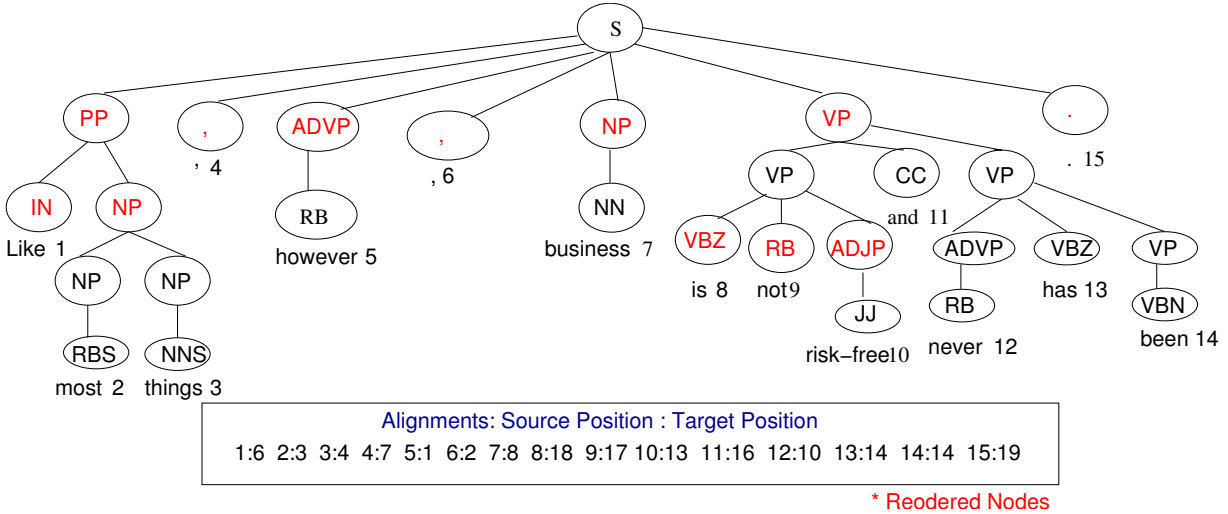 S
PP , ADVP , NP VP .
, 4 , 6 . 15
IN NP RB NN VP CC VP
Like 1 however 5 business 7 and 11
NP NP VBZ RB ADJP ADVP VBZ VP
is 8 not9 has 13
RBS NNS JJ RB VBN
most 2 things 3 risk–free10 never 12 been 14
Alignments: Source Position : Target Position
1:6 2:3 3:4 4:7 5:1 6:2 7:8 8:18 9:17 10:13 11:16 12:10 13:14 14:14 15:19
* Reodered Nodes